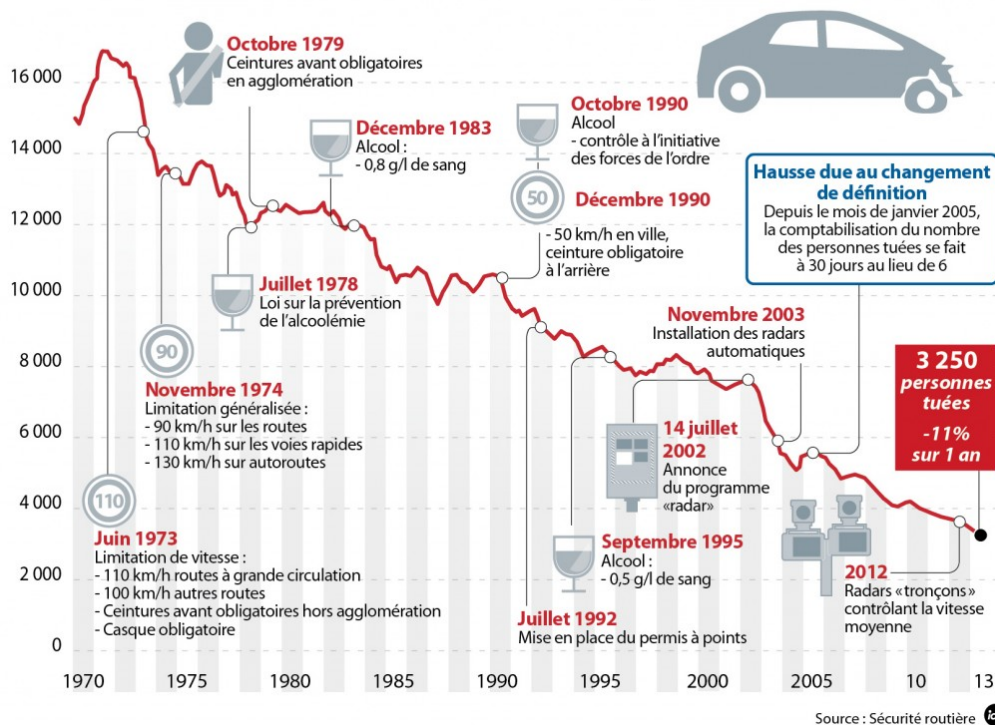 16 000
14 000
12 000
10 000
8 000
6 000
4 000
2 000
0
1970
1975
1980
1985
1990
1995
2000
2005
10
13
Juin 1973
Limitation de vitesse :
- 110 km/h routes à grande circulation
- 100 km/h autres routes
- Ceintures avant obligatoires hors agglomération
- Casque obligatoire
110
Novembre 1974
Limitation généralisée :
- 90 km/h sur les routes
- 110 km/h sur les voies rapides
- 130 km/h sur autoroutes
90
Juillet 1978
Loi sur la prévention
de l'alcoolémie
Octobre 1979
Ceintures avant obligatoires
en agglomération
Décembre 1983
Alcool :
- 0,8 g/l de sang
Octobre 1990
Alcool
- contrôle à l'initiative
des forces de l'ordre
50
Décembre 1990
- 50 km/h en ville,
ceinture obligatoire
à l'arrière
Juillet 1992
Mise en place du permis à points
Septembre 1995
Alcool :
- 0,5 g/l de sang
14 juillet
2002
Annonce
du programme
«radar»
Novembre 2003
Installation des radars
automatiques
Hausse due au changement
de définition
Depuis le mois de janvier 2005,
la comptabilisation du nombre
des personnes tuées se fait
à 30 jours au lieu de 6
2012
Radars «tronçons»
contrôlant la vitesse
moyenne
3 250
personnes
tuées
-11%
sur 1 an
Source : Sécurité routière